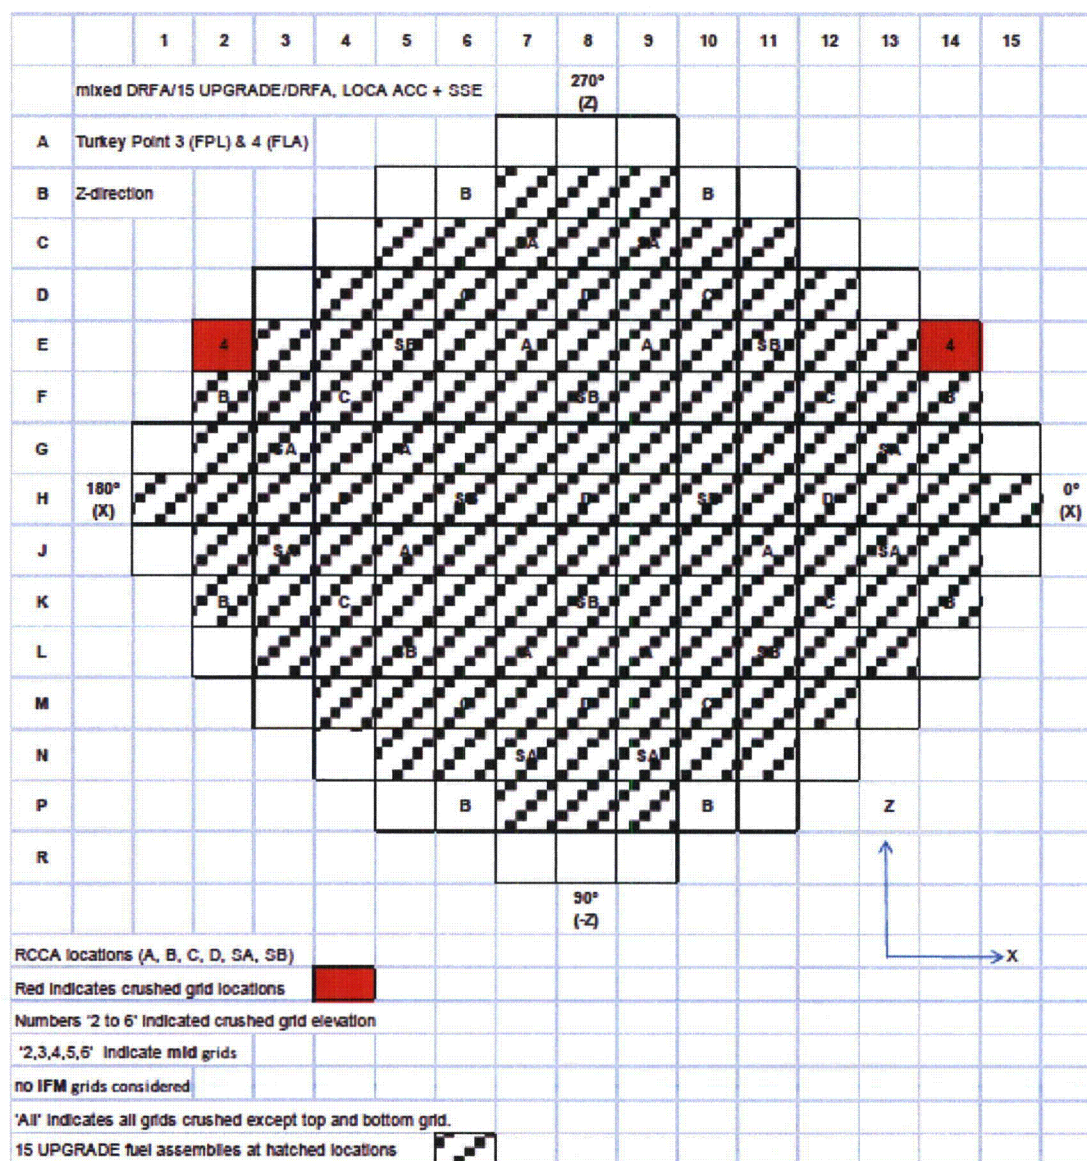 1 2 3 4 5 6 7 8 9 10 11 12 13 14 15
mixed DRFA/15 UPGRADE/DRFA, LOCA ACC + SSE 270°
(Z)
A Turkey Point 3 (FPL) & 4 (FLA)
B Z-direction B B
C SA SA
D C D C
E 4 SB A A SB 4
F B C SB C B
G SA A SA
H 180° D SB D SB D 0°
(X) (X)
J SA A A SA
K B C SB C B
L SB A A SB
M C D C
N SA SA
P B B Z
R
90°
(-Z)
RCCA locations (A, B, C, D, SA, SB) X
Red indicates crushed grid locations
Numbers '2 to 6' indicated crushed grid elevation
'2,3,4,5,6' indicate mid grids
no IFM grids considered
'All' indicates all grids crushed except top and bottom grid.
15 UPGRADE fuel assemblies at hatched locations